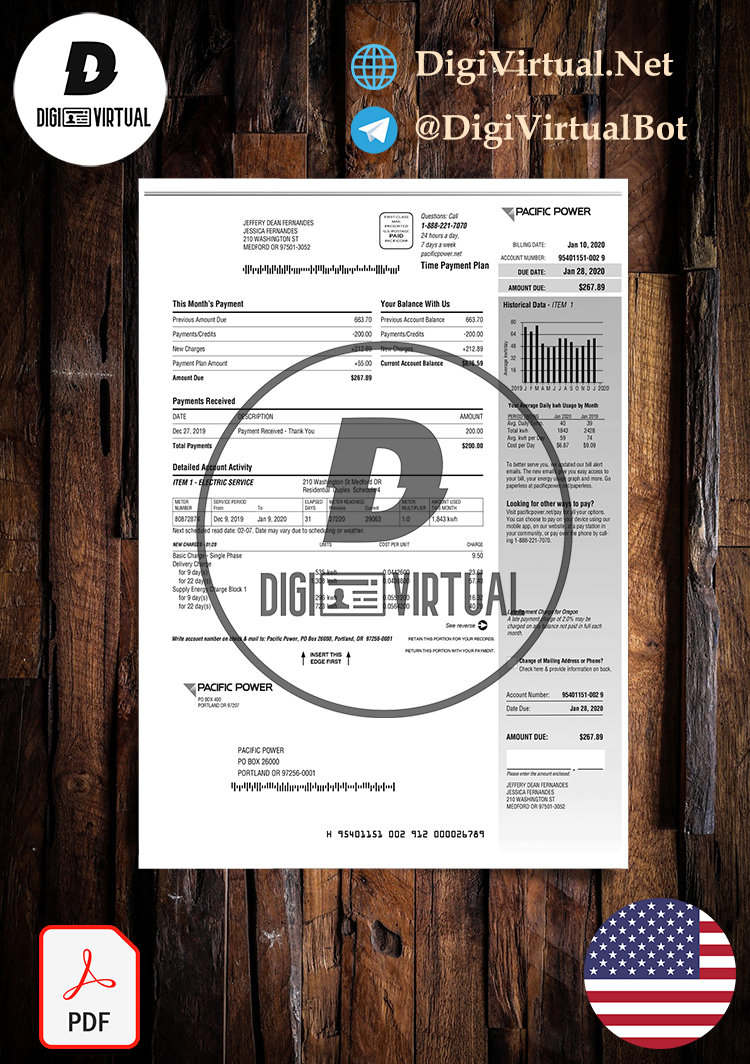 DIGI VIRTUAL
DigiVirtual.Net
@DigiVirtualBot
JEFFERY DEAN FERNANDES
JESSICA FERNANDES
210 WASHINGTON ST
MEDFORD OR 97501-3052
FIRST-CLASS
MAIL
PRESORTED
U.S. POSTAGE
PAID
PACIFICORP
Questions: Call
1-888-221-7070
24 hours a day,
7 days a week
pacificpower.net
Time Payment Plan
PACIFIC POWER
BILLING DATE: Jan 10, 2020
ACCOUNT NUMBER: 95401151-002 9
DUE DATE: Jan 28, 2020
AMOUNT DUE: $267.89
This Month's Payment
Previous Amount Due 663.70
Payments/Credits -200.00
New Charges +212.89
Payment Plan Amount +55.00
Amount Due $267.89
Your Balance With Us
Previous Account Balance 663.70
Payments/Credits -200.00
New Charges +212.89
Current Account Balance $676.59
Payments Received
DATE DESCRIPTION AMOUNT
Dec 27, 2019 Payment Received - Thank You 200.00
Total Payments $200.00
Detailed Account Activity
ITEM 1 - ELECTRIC SERVICE
210 Washington St Medford OR
Residential Duplex Schedule 4
METER NUMBER SERVICE PERIOD From To ELAPSED DAYS METER READINGS Previous Current METER MULTIPLIER AMOUNT USED THIS MONTH
80872874 Dec 9, 2019 Jan 9, 2020 31 27220 29063 1.0 1,843 kwh
Next scheduled read date: 02-07. Date may vary due to scheduling or weather.
NEW CHARGES - 01/20 UNITS COST PER UNIT CHARGE
Basic Charge - Single Phase 9.50
Delivery Charge
for 9 day(s) 535 kwh 0.0442600 23.68
for 22 day(s) 1,308 kwh 0.0438800 57.40
Supply Energy Charge Block 1
for 9 day(s) 296 kwh 0.0551200 16.32
for 22 day(s) 723 kwh 0.0564200 40.79
See reverse
Write account number on check & mail to: Pacific Power, PO Box 26000, Portland, OR 97256-0001
RETAIN THIS PORTION FOR YOUR RECORDS.
RETURN THIS PORTION WITH YOUR PAYMENT.
INSERT THIS
EDGE FIRST
PACIFIC POWER
PO BOX 400
PORTLAND OR 97207
PACIFIC POWER
PO BOX 26000
PORTLAND OR 97256-0001
H 95401151 002 912 000026789
Historical Data - ITEM 1
Average kwh/day
80
64
48
32
16
2019 J F M A M J J A S O N D J 2020
Your Average Daily kwh Usage by Month
PERIOD ENDING Jan 2020 Jan 2019
Avg. Daily Temp. 40 39
Total kwh 1843 2428
Avg. kwh per Day 59 74
Cost per Day $6.87 $9.09
To better serve you, we updated our bill alert
emails. The new emails give you easy access to
your bill, your energy usage graph and more. Go
paperless at pacificpower.net/paperless.
Looking for other ways to pay?
Visit pacificpower.net/pay for all your options.
You can choose to pay on your device using our
mobile app, on our website, at a pay station in
your community, or pay over the phone by call-
ing 1-888-221-7070.
Late Payment Charge for Oregon
A late payment charge of 2.0% may be
charged on any balance not paid in full each
month.
Change of Mailing Address or Phone?
Check here & provide information on back.
Account Number: 95401151-002 9
Date Due: Jan 28, 2020
AMOUNT DUE: $267.89
Please enter the amount enclosed.
JEFFERY DEAN FERNANDES
JESSICA FERNANDES
210 WASHINGTON ST
MEDFORD OR 97501-3052
DIGI VIRTUAL
PDF